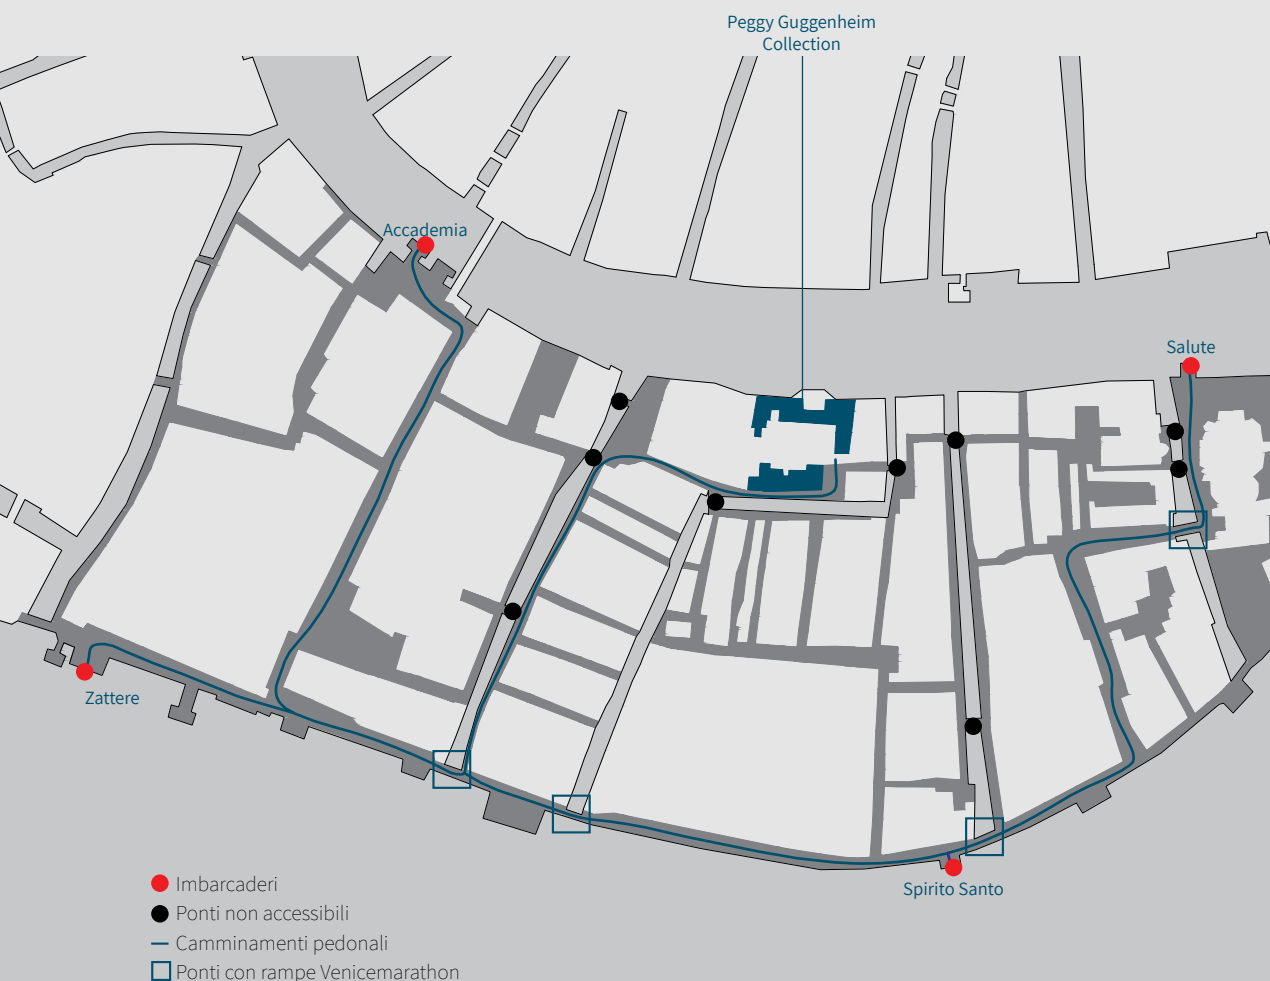 Peggy Guggenheim
Collection
Accademia
Salute
Zattere
Spirito Santo
Imbarcaderi
Ponti non accessibili
Camminamenti pedonali
Ponti con rampe Venicemarathon